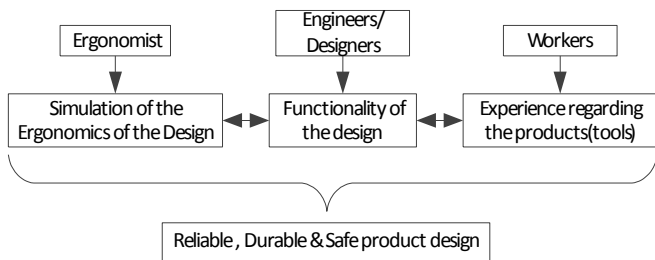 Ergonomist
Engineers/
Designers
Workers
Simulation of the
Ergonomics of the Design
Functionality of
the design
Experience regarding
the products(tools)
Reliable , Durable & Safe product design